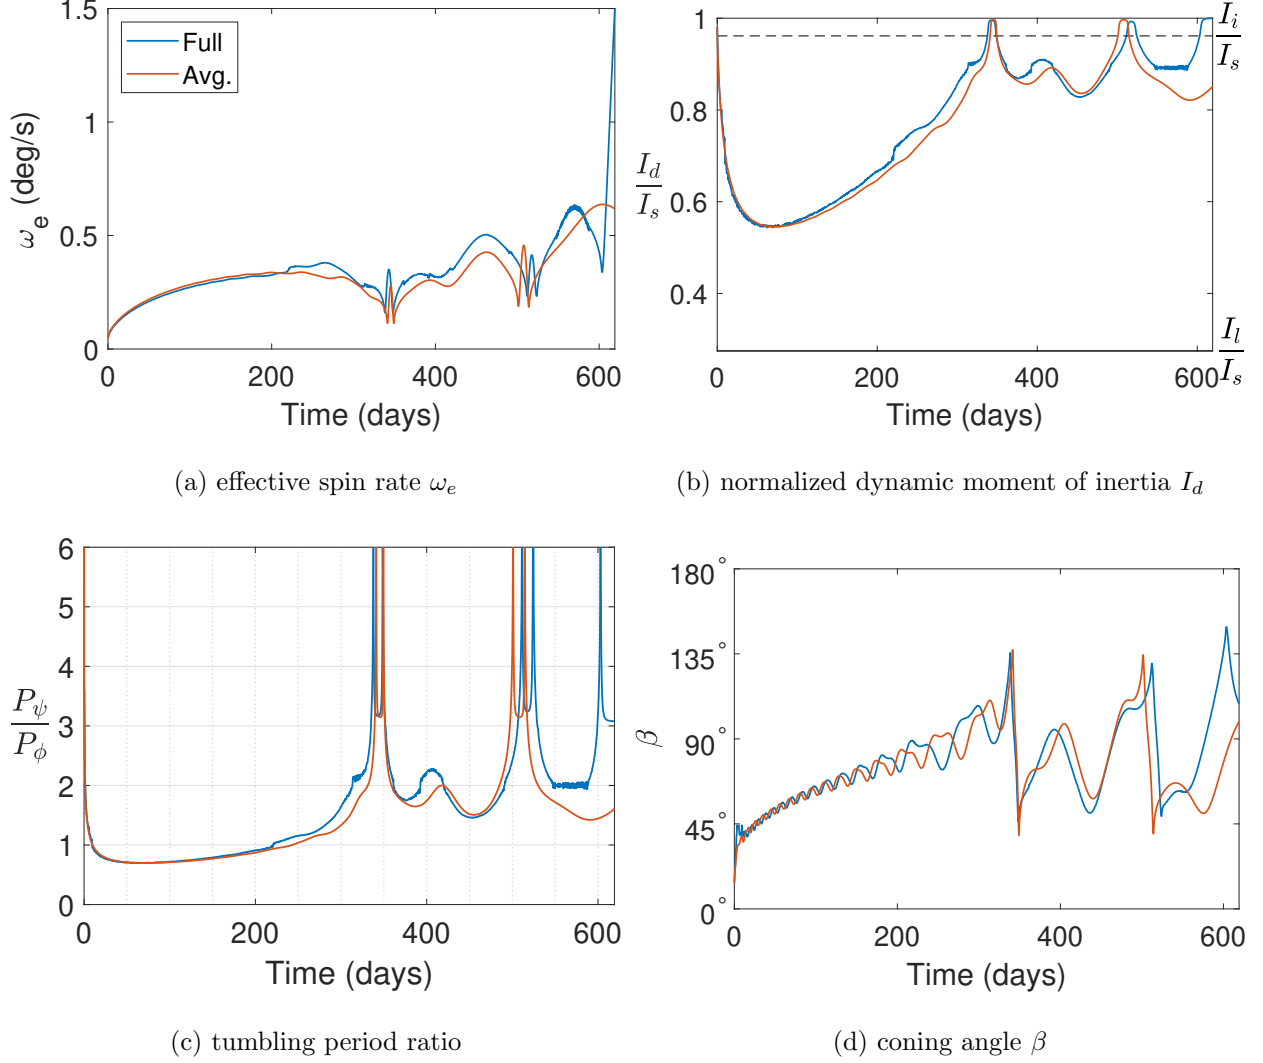 1.5
1
0.5
0
ω_e (deg/s)
Full
Avg.
0 200 400 600
Time (days)
(a) effective spin rate ω_e
1
0.8
0.6
0.4
I_d
I_s
I_i
I_s
I_l
I_s
0 200 400 600
Time (days)
(b) normalized dynamic moment of inertia I_d
6
5
4
3
2
1
0
P_ψ
P_ϕ
0 200 400 600
Time (days)
(c) tumbling period ratio
180°
135°
90°
45°
0°
β
0 200 400 600
Time (days)
(d) coning angle β